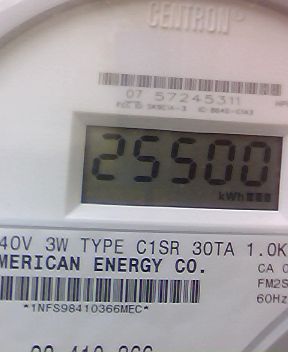 CENTRON®
07 57245311
25500
kWh
40V 3W TYPE C1SR 30TA 1.0K
MERICAN ENERGY CO.
CA 0
FM2S
60Hz
*1NFS98410366MEC*